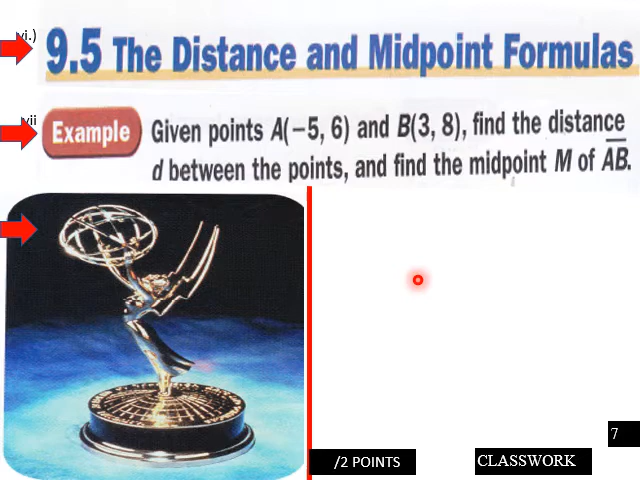 vi.)
9.5 The Distance and Midpoint Formulas
vii
Example Given points A(−5, 6) and B(3, 8), find the distance
d between the points, and find the midpoint M of AB.
7
/2 POINTS
CLASSWORK